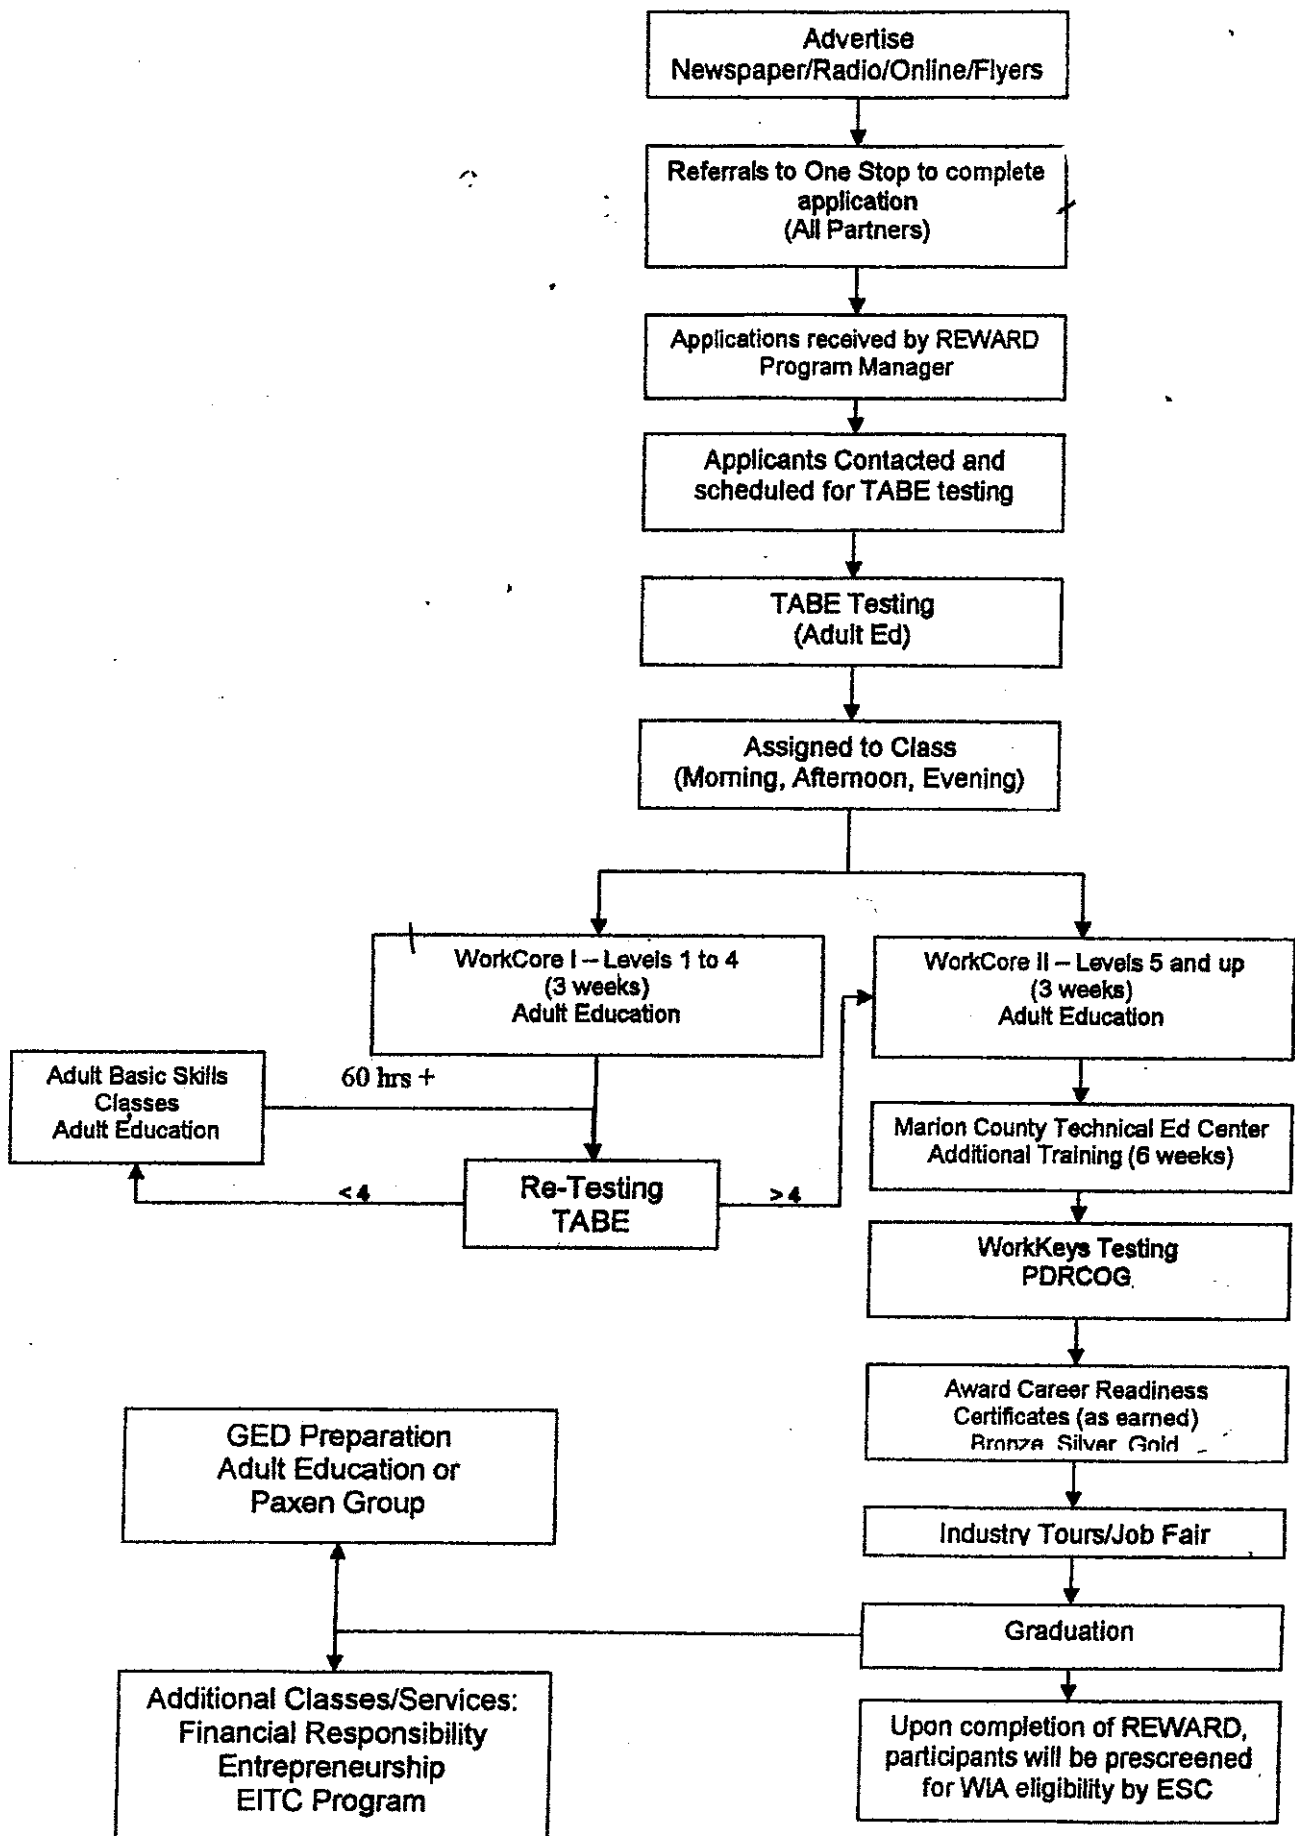 Advertise
Newspaper/Radio/Online/Flyers
Referrals to One Stop to complete
application
(All Partners)
Applications received by REWARD
Program Manager
Applicants Contacted and
scheduled for TABE testing
TABE Testing
(Adult Ed)
Assigned to Class
(Morning, Afternoon, Evening)
WorkCore I – Levels 1 to 4
(3 weeks)
Adult Education
WorkCore II – Levels 5 and up
(3 weeks)
Adult Education
Adult Basic Skills
Classes
Adult Education
60 hrs +
Marion County Technical Ed Center
Additional Training (6 weeks)
< 4
Re-Testing
TABE
> 4
WorkKeys Testing
PDRCOG
Award Career Readiness
Certificates (as earned)
Bronze, Silver, Gold
GED Preparation
Adult Education or
Paxen Group
Industry Tours/Job Fair
Graduation
Additional Classes/Services:
Financial Responsibility
Entrepreneurship
EITC Program
Upon completion of REWARD,
participants will be prescreened
for WIA eligibility by ESC